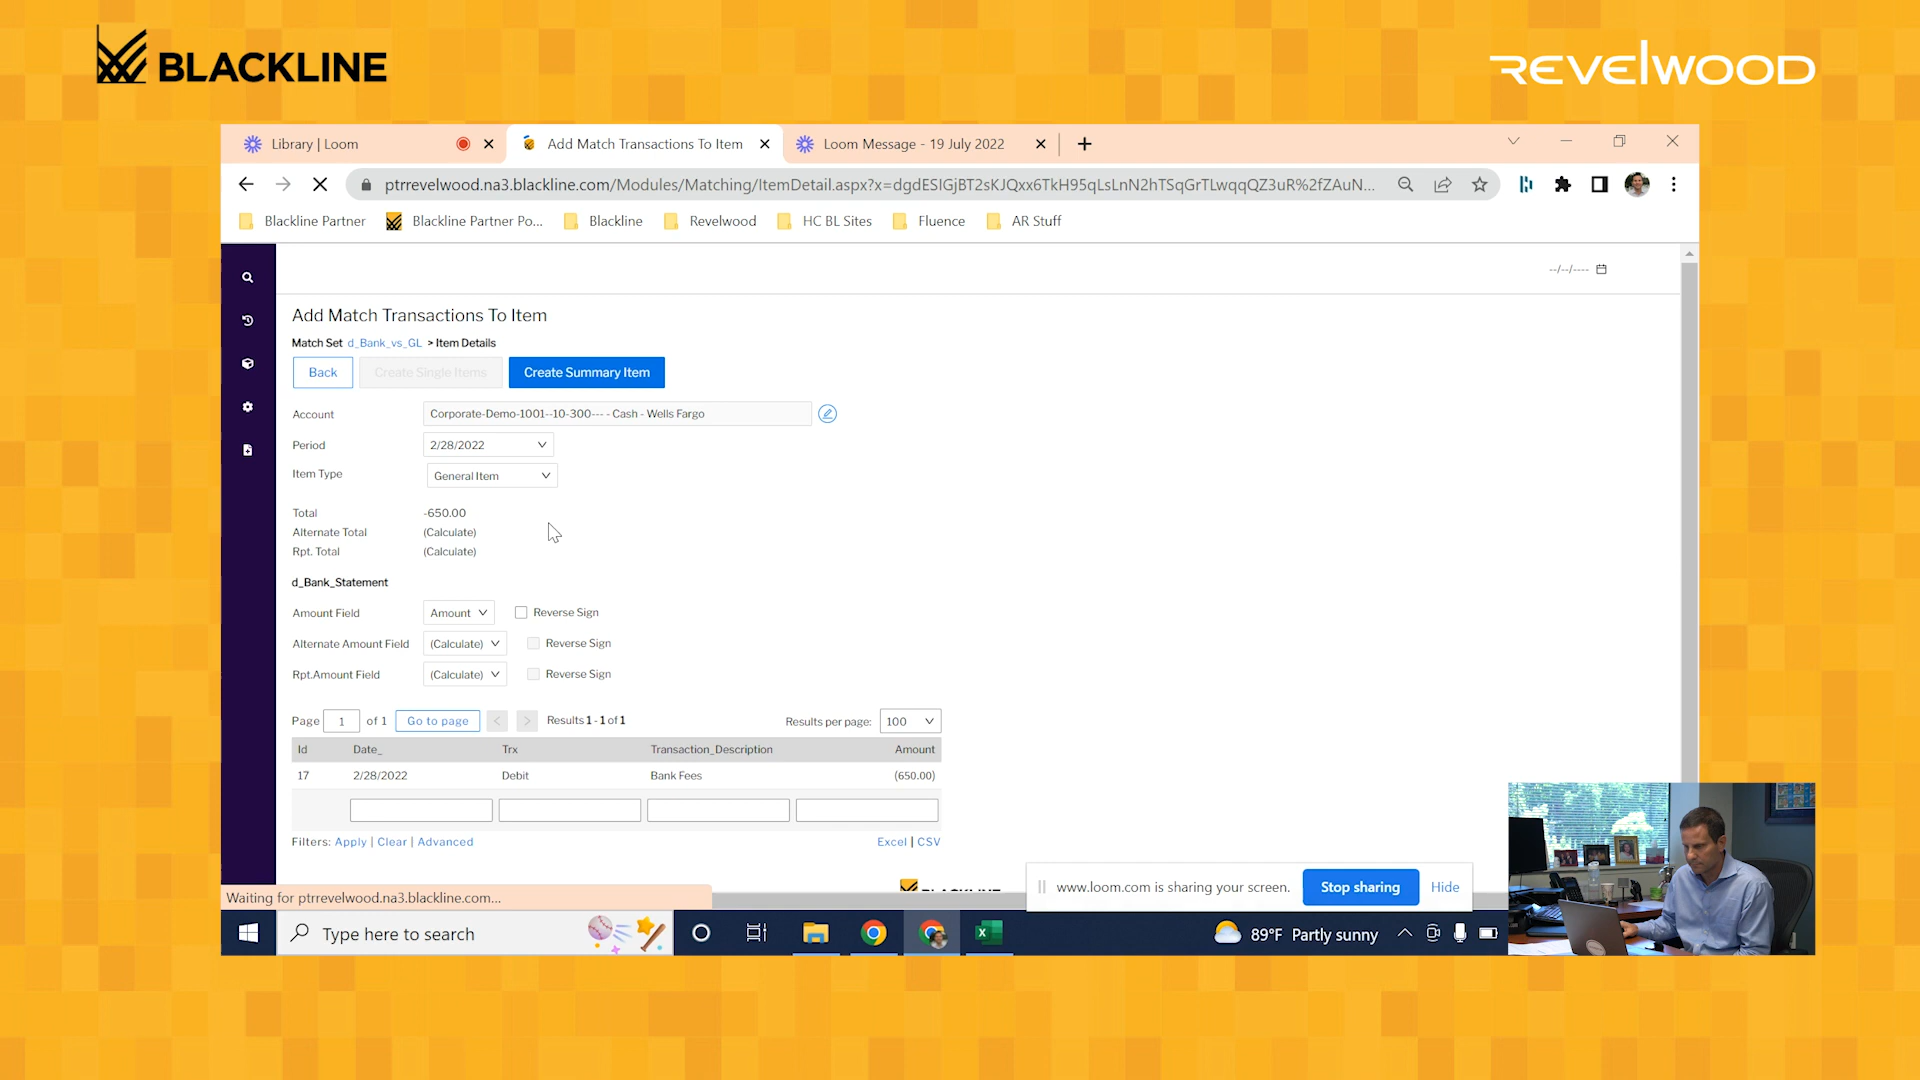 BLACKLINE
REVELWOOD
Library | Loom
Add Match Transactions To Item
Loom Message - 19 July 2022
ptrrevelwood.na3.blackline.com/Modules/Matching/ItemDetail.aspx?x=dgdESIGjBT2sKJQxx6TkH95qLsLnN2hTSqGrTLwqqQZ3uR%2fZAuN...
Blackline Partner
Blackline Partner Po...
Blackline
Revelwood
HC BL Sites
Fluence
AR Stuff
--/--/----
Add Match Transactions To Item
Match Set d_Bank_vs_GL > Item Details
Back Create Single Items Create Summary Item
Account Corporate-Demo-1001--10-300--- - Cash - Wells Fargo
Period 2/28/2022
Item Type General Item
Total -650.00
Alternate Total (Calculate)
Rpt. Total (Calculate)
d_Bank_Statement
Amount Field Amount Reverse Sign
Alternate Amount Field (Calculate) Reverse Sign
Rpt.Amount Field (Calculate) Reverse Sign
Page 1 of 1 Go to page < > Results 1 - 1 of 1 Results per page: 100
Id Date_ Trx Transaction_Description Amount
17 2/28/2022 Debit Bank Fees (650.00)
Filters: Apply | Clear | Advanced Excel | CSV
www.loom.com is sharing your screen. Stop sharing Hide
Waiting for ptrrevelwood.na3.blackline.com...
Type here to search
89°F Partly sunny